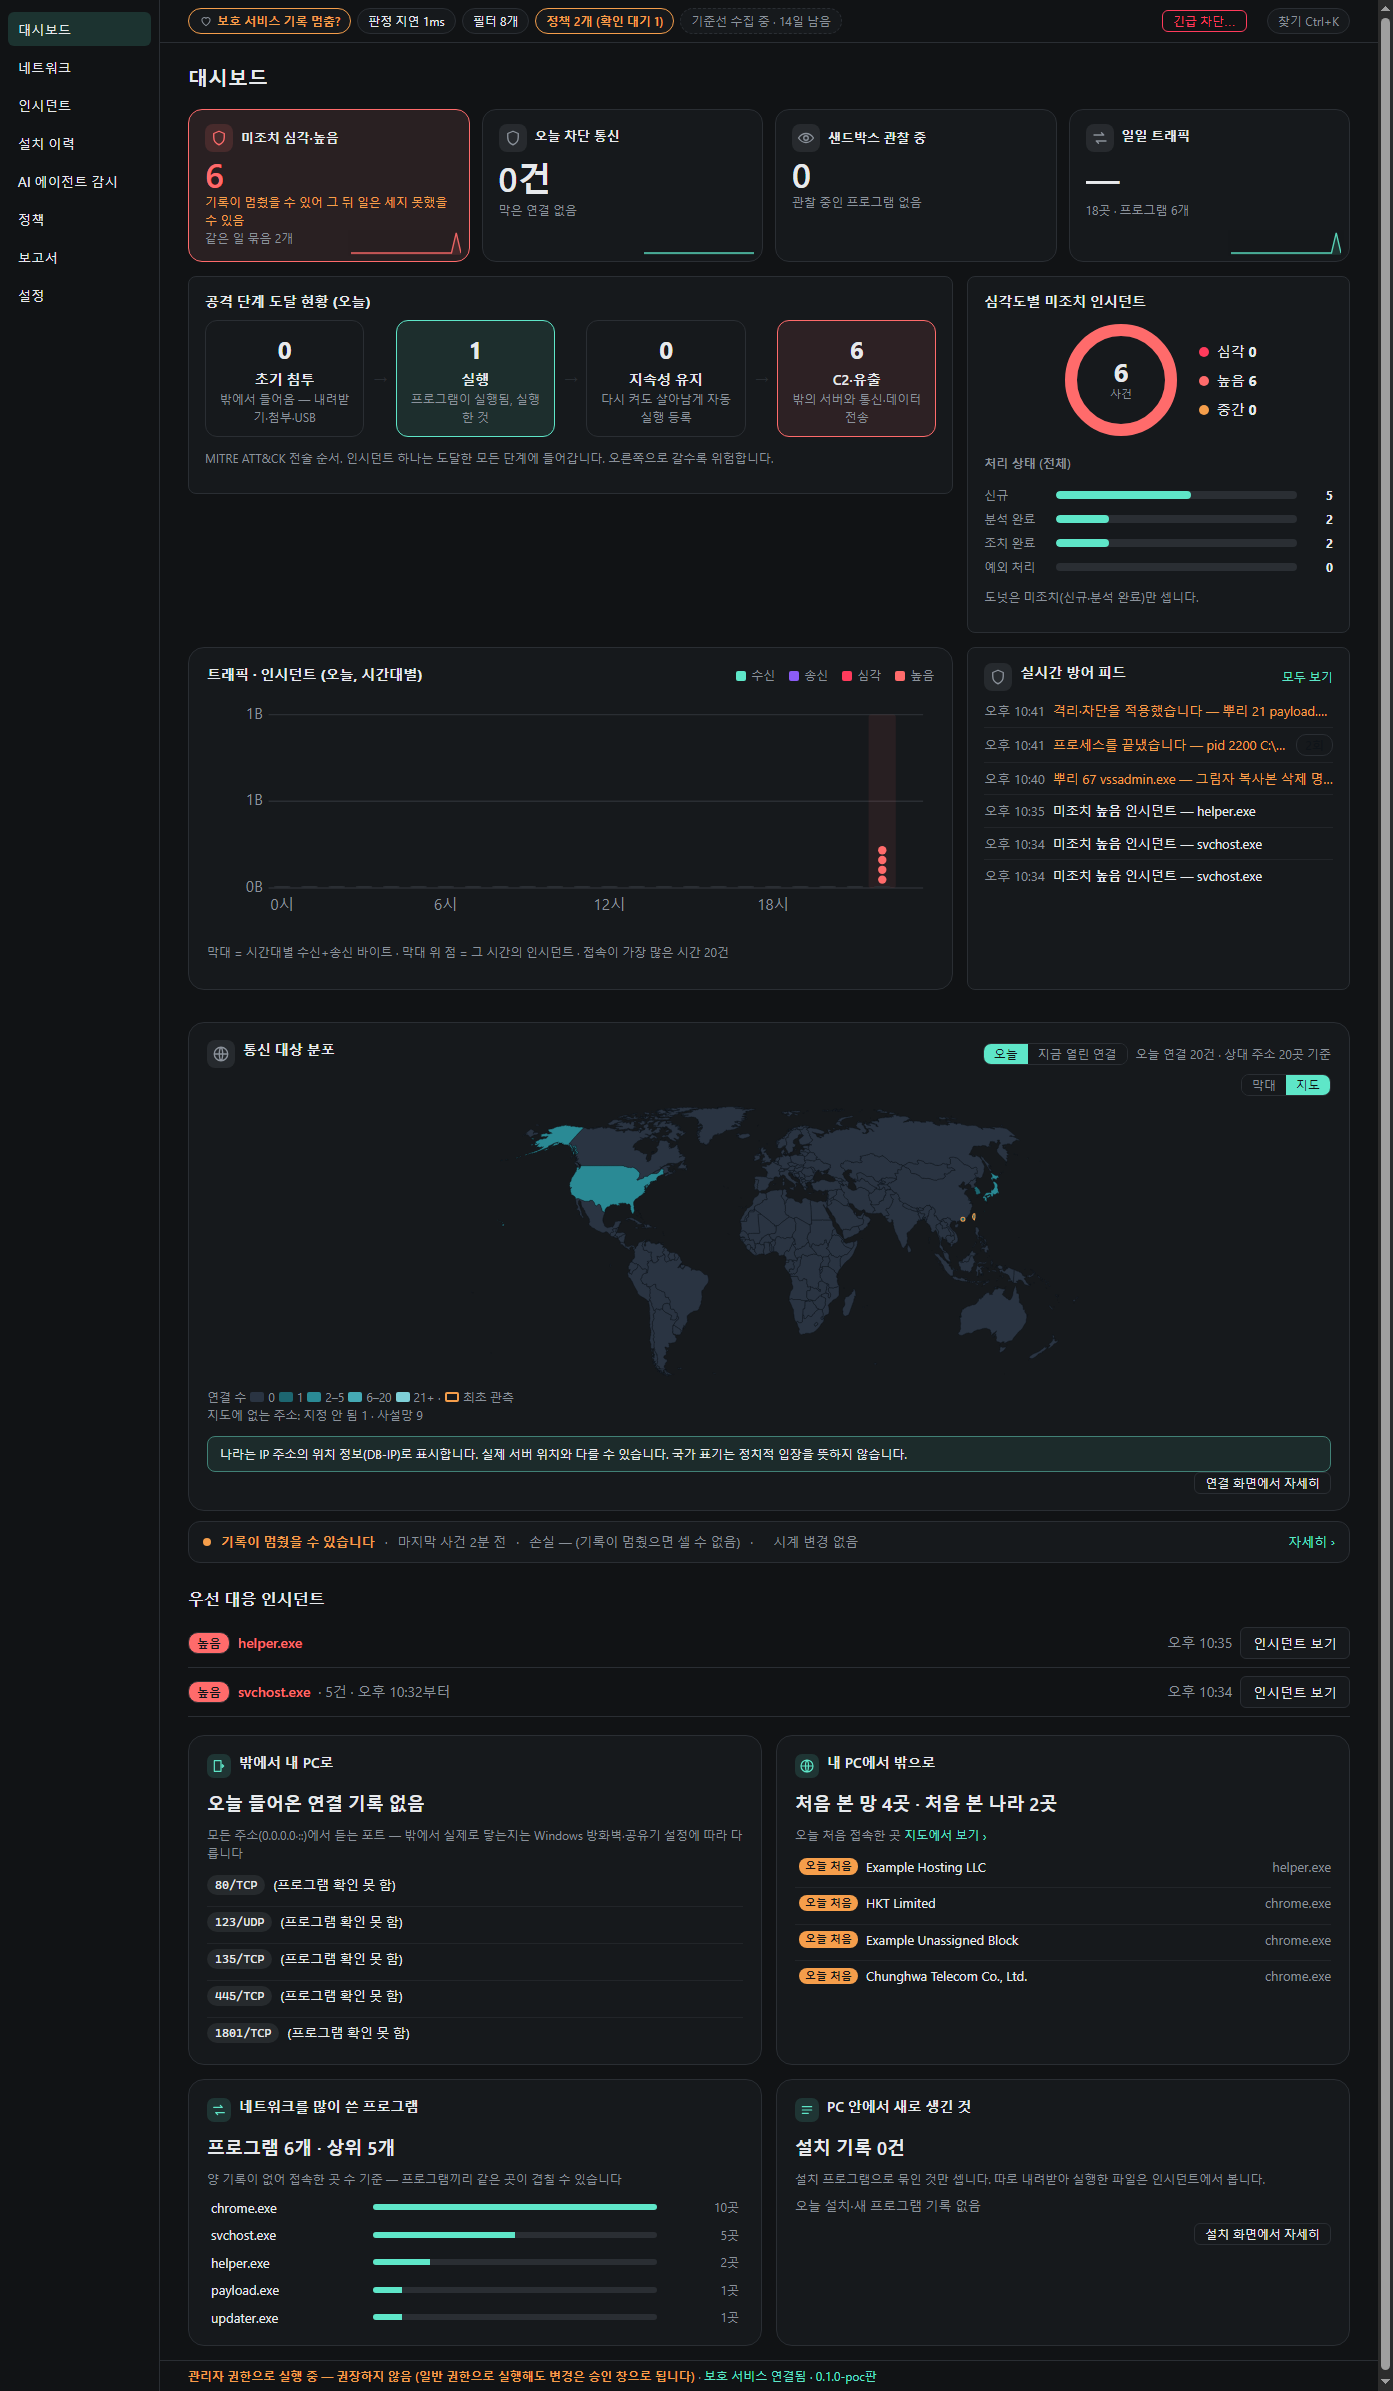 대시보드
네트워크
인시던트
설치 이력
AI 에이전트 감시
정책
보고서
설정
보호 서비스 기록 멈춤?
판정 지연 1ms
필터 8개
정책 2개 (확인 대기 1)
기준선 수집 중 · 14일 남음
긴급 차단...
찾기 Ctrl+K
대시보드
미조치 심각·높음
6
기록이 멈췄을 수 있어 그 뒤 일은 세지 못했을
수 있음
같은 일 묶음 2개
오늘 차단 통신
0건
막은 연결 없음
샌드박스 관찰 중
0
관찰 중인 프로그램 없음
일일 트래픽
—
18곳 · 프로그램 6개
공격 단계 도달 현황 (오늘)
0
초기 침투
밖에서 들어옴 — 내려받
기·첨부·USB
→
1
실행
프로그램이 실행됨, 실행
한 것
→
0
지속성 유지
다시 켜도 살아남게 자동
실행 등록
→
6
C2·유출
밖의 서버와 통신·데이터
전송
MITRE ATT&CK 전술 순서. 인시던트 하나는 도달한 모든 단계에 들어갑니다. 오른쪽으로 갈수록 위험합니다.
심각도별 미조치 인시던트
6
사건
심각 0
높음 6
중간 0
처리 상태 (전체)
신규 5
분석 완료 2
조치 완료 2
예외 처리 0
도넛은 미조치(신규·분석 완료)만 셉니다.
트래픽 · 인시던트 (오늘, 시간대별)
수신 송신 심각 높음
1B
1B
0B
0시 6시 12시 18시
막대 = 시간대별 수신+송신 바이트 · 막대 위 점 = 그 시간의 인시던트 · 접속이 가장 많은 시간 20건
실시간 방어 피드
모두 보기
오후 10:41 격리·차단을 적용했습니다 — 뿌리 21 payload....
오후 10:41 프로세스를 끝냈습니다 — pid 2200 C:\...
오후 10:40 뿌리 67 vssadmin.exe — 그림자 복사본 삭제 명...
오후 10:35 미조치 높음 인시던트 — helper.exe
오후 10:34 미조치 높음 인시던트 — svchost.exe
오후 10:34 미조치 높음 인시던트 — svchost.exe
통신 대상 분포
오늘 지금 열린 연결 오늘 연결 20건 · 상대 주소 20곳 기준
막대 지도
연결 수 0 1 2–5 6–20 21+ · 최초 관측
지도에 없는 주소: 지정 안 됨 1 · 사설망 9
나라는 IP 주소의 위치 정보(DB-IP)로 표시합니다. 실제 서버 위치와 다를 수 있습니다. 국가 표기는 정치적 입장을 뜻하지 않습니다.
연결 화면에서 자세히
기록이 멈췄을 수 있습니다 · 마지막 사건 2분 전 · 손실 — (기록이 멈췄으면 셀 수 없음) · 시계 변경 없음
자세히 ›
우선 대응 인시던트
높음 helper.exe 오후 10:35 인시던트 보기
높음 svchost.exe · 5건 · 오후 10:32부터 오후 10:34 인시던트 보기
밖에서 내 PC로
오늘 들어온 연결 기록 없음
모든 주소(0.0.0.0·::)에서 듣는 포트 — 밖에서 실제로 닿는지는 Windows 방화벽·공유기 설정에 따라 다
릅니다
80/TCP (프로그램 확인 못 함)
123/UDP (프로그램 확인 못 함)
135/TCP (프로그램 확인 못 함)
445/TCP (프로그램 확인 못 함)
1801/TCP (프로그램 확인 못 함)
내 PC에서 밖으로
처음 본 망 4곳 · 처음 본 나라 2곳
오늘 처음 접속한 곳 지도에서 보기 ›
오늘 처음 Example Hosting LLC helper.exe
오늘 처음 HKT Limited chrome.exe
오늘 처음 Example Unassigned Block chrome.exe
오늘 처음 Chunghwa Telecom Co., Ltd. chrome.exe
네트워크를 많이 쓴 프로그램
프로그램 6개 · 상위 5개
양 기록이 없어 접속한 곳 수 기준 — 프로그램끼리 같은 곳이 겹칠 수 있습니다
chrome.exe 10곳
svchost.exe 5곳
helper.exe 2곳
payload.exe 1곳
updater.exe 1곳
PC 안에서 새로 생긴 것
설치 기록 0건
설치 프로그램으로 묶인 것만 셉니다. 따로 내려받아 실행한 파일은 인시던트에서 봅니다.
오늘 설치·새 프로그램 기록 없음
설치 화면에서 자세히
관리자 권한으로 실행 중 — 권장하지 않음 (일반 권한으로 실행해도 변경은 승인 창으로 됩니다) · 보호 서비스 연결됨 · 0.1.0-poc판